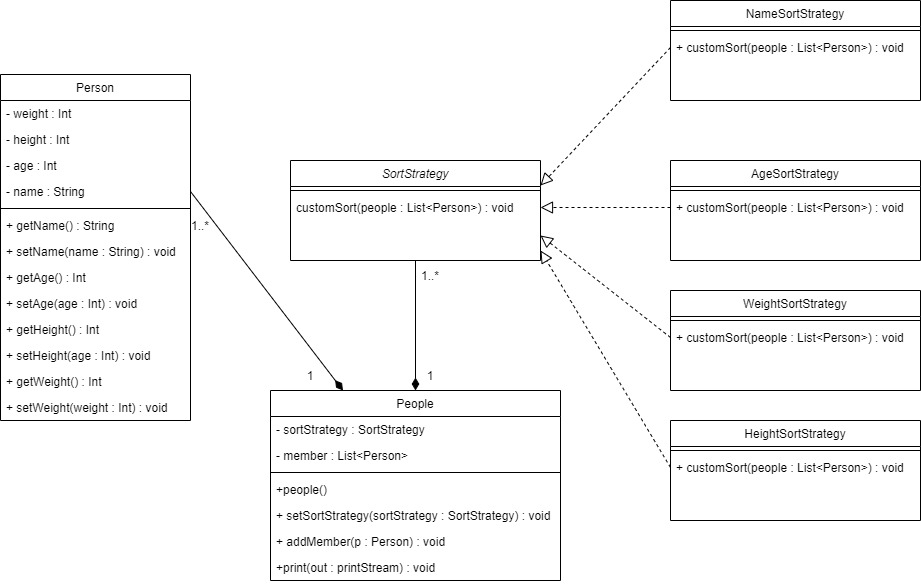 NameSortStrategy
+ customSort(people : List<Person>) : void
Person
- weight : Int
- height : Int
- age : Int
- name : String
+ getName() : String
+ setName(name : String) : void
+ getAge() : Int
+ setAge(age : Int) : void
+ getHeight() : Int
+ setHeight(age : Int) : void
+ getWeight() : Int
+ setWeight(weight : Int) : void
1..*
1
SortStrategy
customSort(people : List<Person>) : void
1..*
1
AgeSortStrategy
+ customSort(people : List<Person>) : void
WeightSortStrategy
+ customSort(people : List<Person>) : void
HeightSortStrategy
+ customSort(people : List<Person>) : void
People
- sortStrategy : SortStrategy
- member : List<Person>
+people()
+ setSortStrategy(sortStrategy : SortStrategy) : void
+ addMember(p : Person) : void
+print(out : printStream) : void